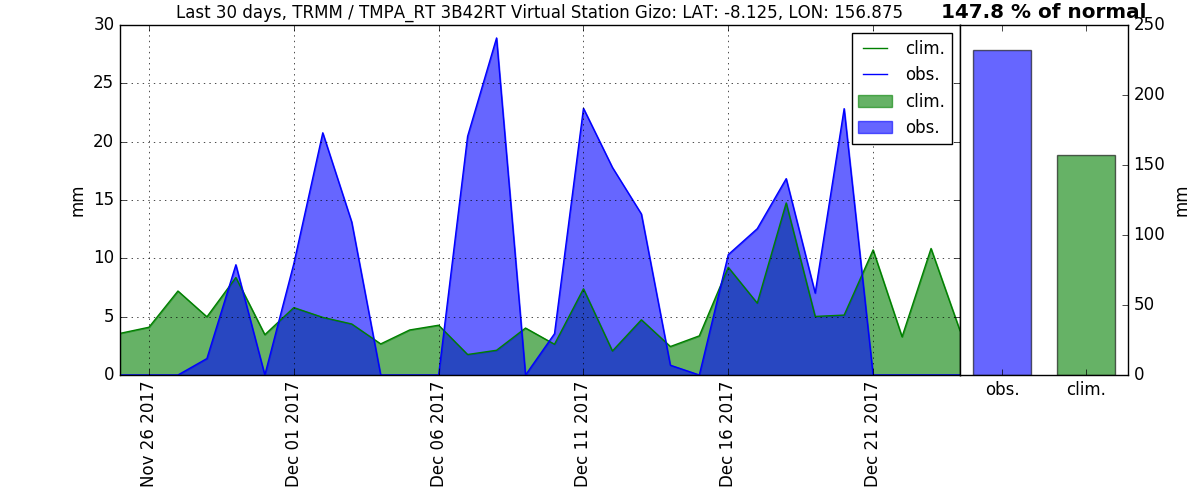 Last 30 days, TRMM / TMPA_RT 3B42RT Virtual Station Gizo: LAT: -8.125, LON: 156.875
147.8 % of normal
30
25
20
15
10
5
0
mm
clim.
obs.
clim.
obs.
250
200
150
100
50
0
mm
Nov 26 2017
Dec 01 2017
Dec 06 2017
Dec 11 2017
Dec 16 2017
Dec 21 2017
obs.
clim.